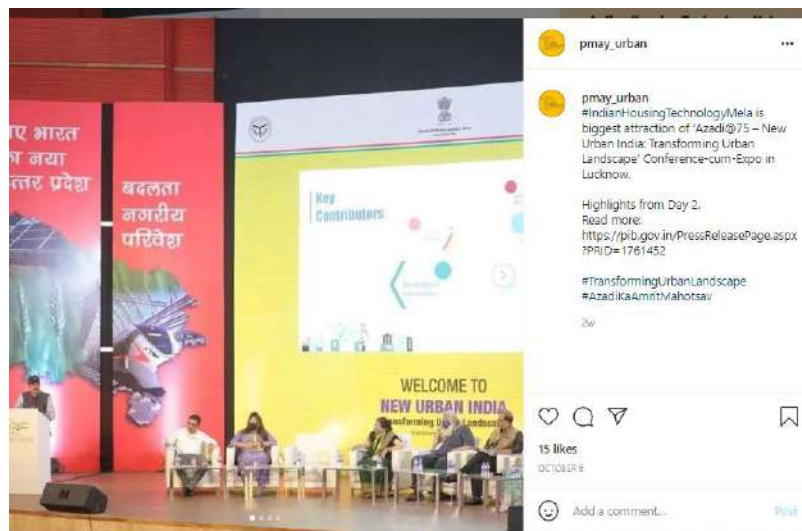 ए भारत
का नया
त्तर प्रदेश
बदलता
नगरीय
परिवेश
Key
Contributors
WELCOME TO
NEW URBAN INDIA
Transforming Urban Landscape
pmay_urban
pmay_urban
#IndianHousingTechnologyMela is
biggest attraction of 'Azadi@75 – New
Urban India: Transforming Urban
Landscape' Conference-cum-Expo in
Lucknow.
Highlights from Day 2.
Read more:
https://pib.gov.in/PressReleasePage.aspx
?PRID=1761452
#TransformingUrbanLandscape
#AzadiKaAmritMahotsav
2w
15 likes
OCTOBER 6
Add a comment...
Post